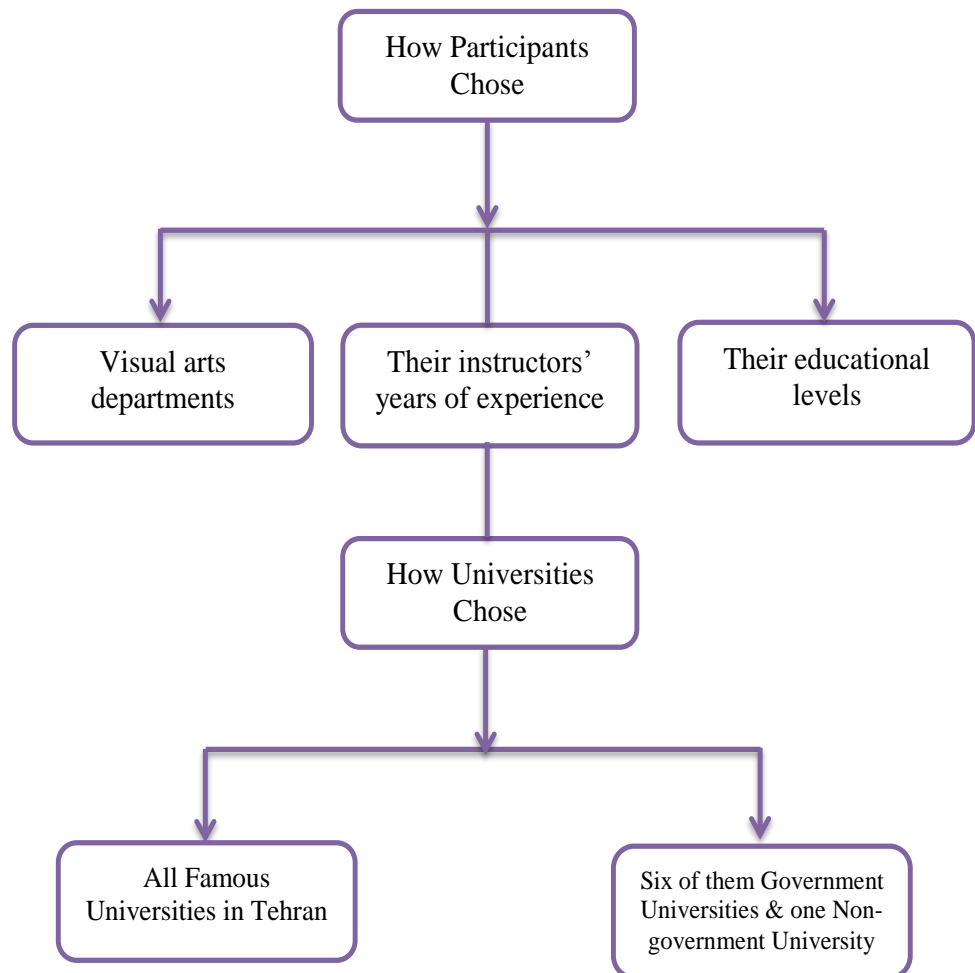 How Participants
Chose
Visual arts
departments
Their instructors’
years of experience
Their educational
levels
How Universities
Chose
All Famous
Universities in Tehran
Six of them Government
Universities & one Non-
government University